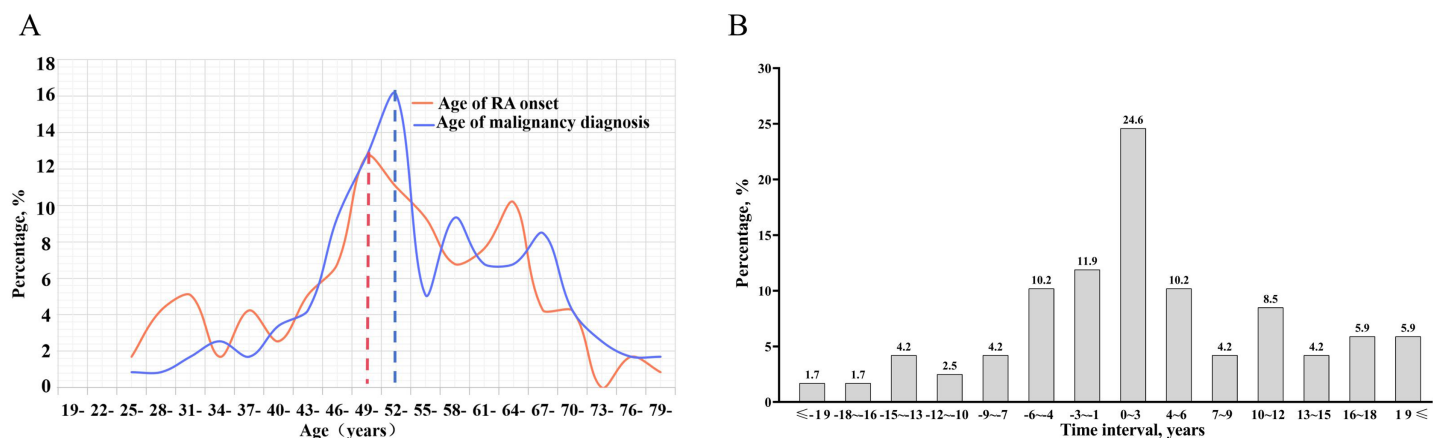 A
18
16
14
12
10
8
6
4
2
0
Percentage, %
Age of RA onset
Age of malignancy diagnosis
19- 22- 25- 28- 31- 34- 37- 40- 43- 46- 49- 52- 55- 58- 61- 64- 67- 70- 73- 76- 79-
Age（years）
B
30
25
20
15
10
5
0
Percentage, %
1.7 1.7 4.2 2.5 4.2 10.2 11.9 24.6 10.2 4.2 8.5 4.2 5.9 5.9
≤-19 -18~-16 -15~-13 -12~-10 -9~-7 -6~-4 -3~-1 0~3 4~6 7~9 10~12 13~15 16~18 19≤
Time interval, years